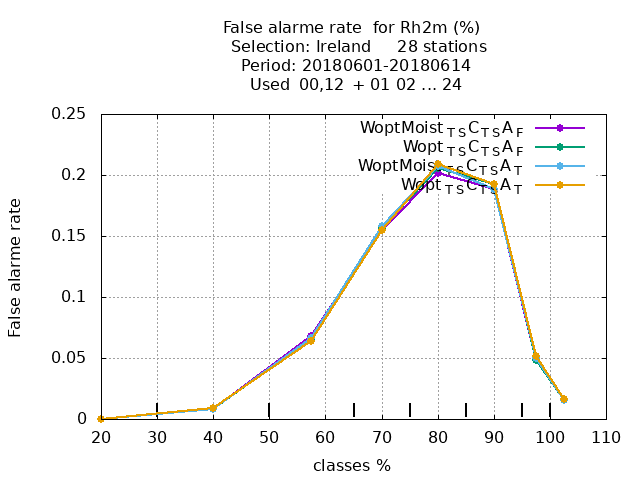 False alarme rate  for Rh2m (%)
Selection: Ireland     28 stations
Period: 20180601-20180614
Used  00,12  + 01 02 ... 24
0.25
0.2
0.15
0.1
0.05
0
False alarme rate
WoptMoist TS C TS A F
Wopt TS C TS A F
WoptMoist TS C TS A T
Wopt TS C TS A T
20 30 40 50 60 70 80 90 100 110
classes %